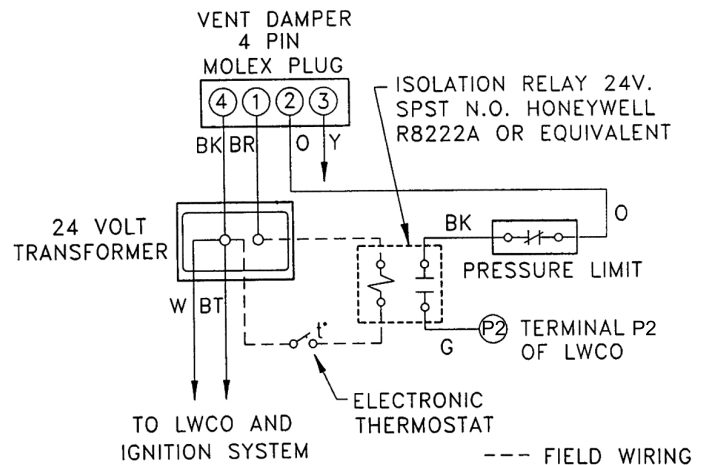 VENT DAMPER
4 PIN
MOLEX PLUG
ISOLATION RELAY 24V.
SPST N.O. HONEYWELL
R8222A OR EQUIVALENT
4 1 2 3
BK BR O Y
24 VOLT
TRANSFORMER
BK
O
PRESSURE LIMIT
W BT
t°
G
P2
TERMINAL P2
OF LWCO
ELECTRONIC
THERMOSTAT
TO LWCO AND
IGNITION SYSTEM
--- FIELD WIRING